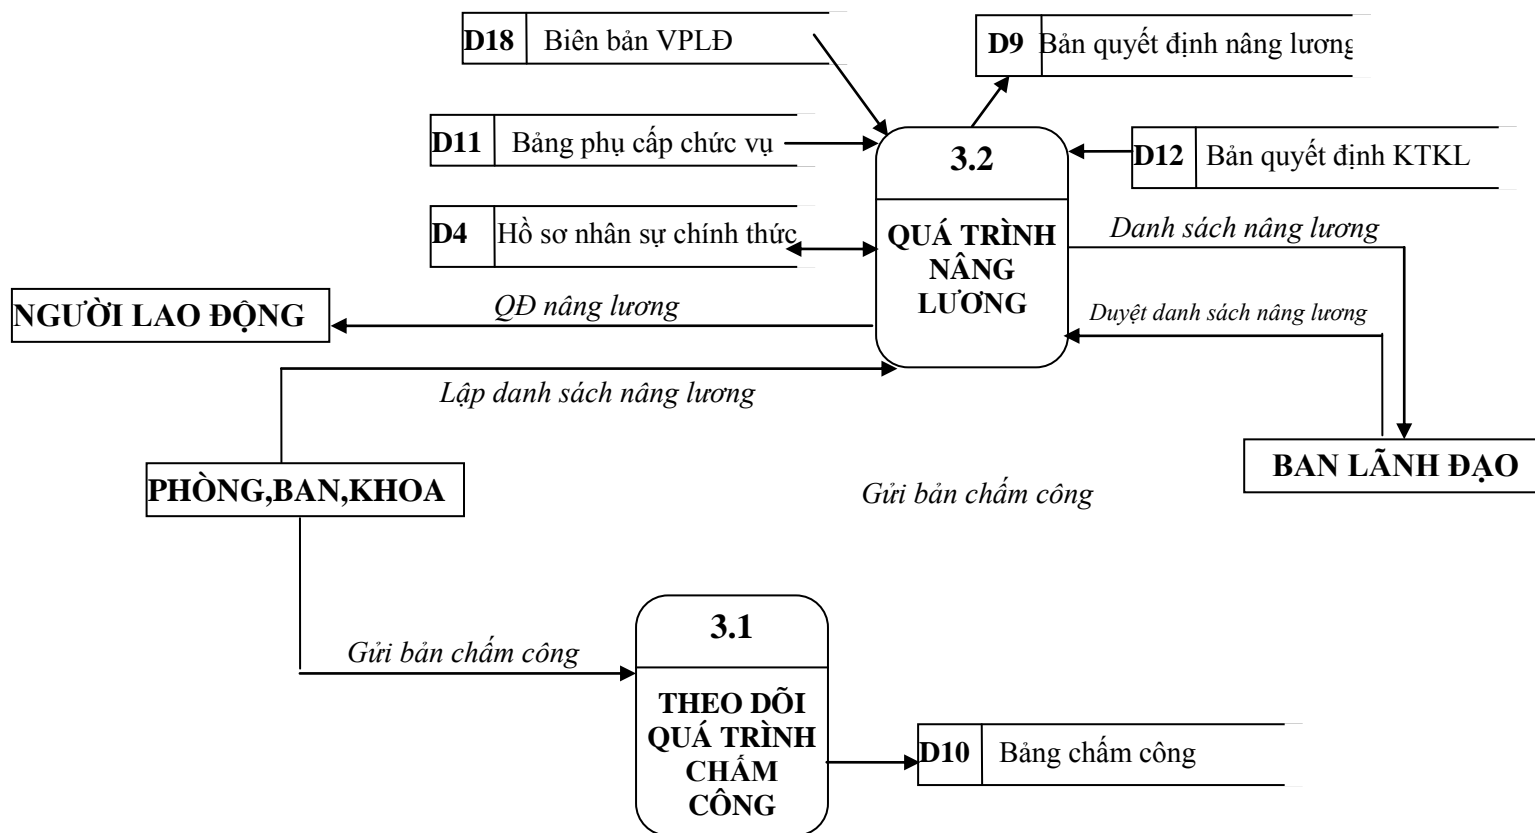 D18 Biên bản VPLĐ
D9 Bản quyết định nâng lương
D11 Bảng phụ cấp chức vụ
3.2
D12 Bản quyết định KTKL
D4 Hồ sơ nhân sự chính thức
QUÁ TRÌNH
NÂNG
LƯƠNG
Danh sách nâng lương
NGƯỜI LAO ĐỘNG
QĐ nâng lương
Duyệt danh sách nâng lương
Lập danh sách nâng lương
PHÒNG,BAN,KHOA
BAN LÃNH ĐẠO
Gửi bản chấm công
3.1
Gửi bản chấm công
THEO DÕI
QUÁ TRÌNH
CHẤM
CÔNG
D10 Bảng chấm công